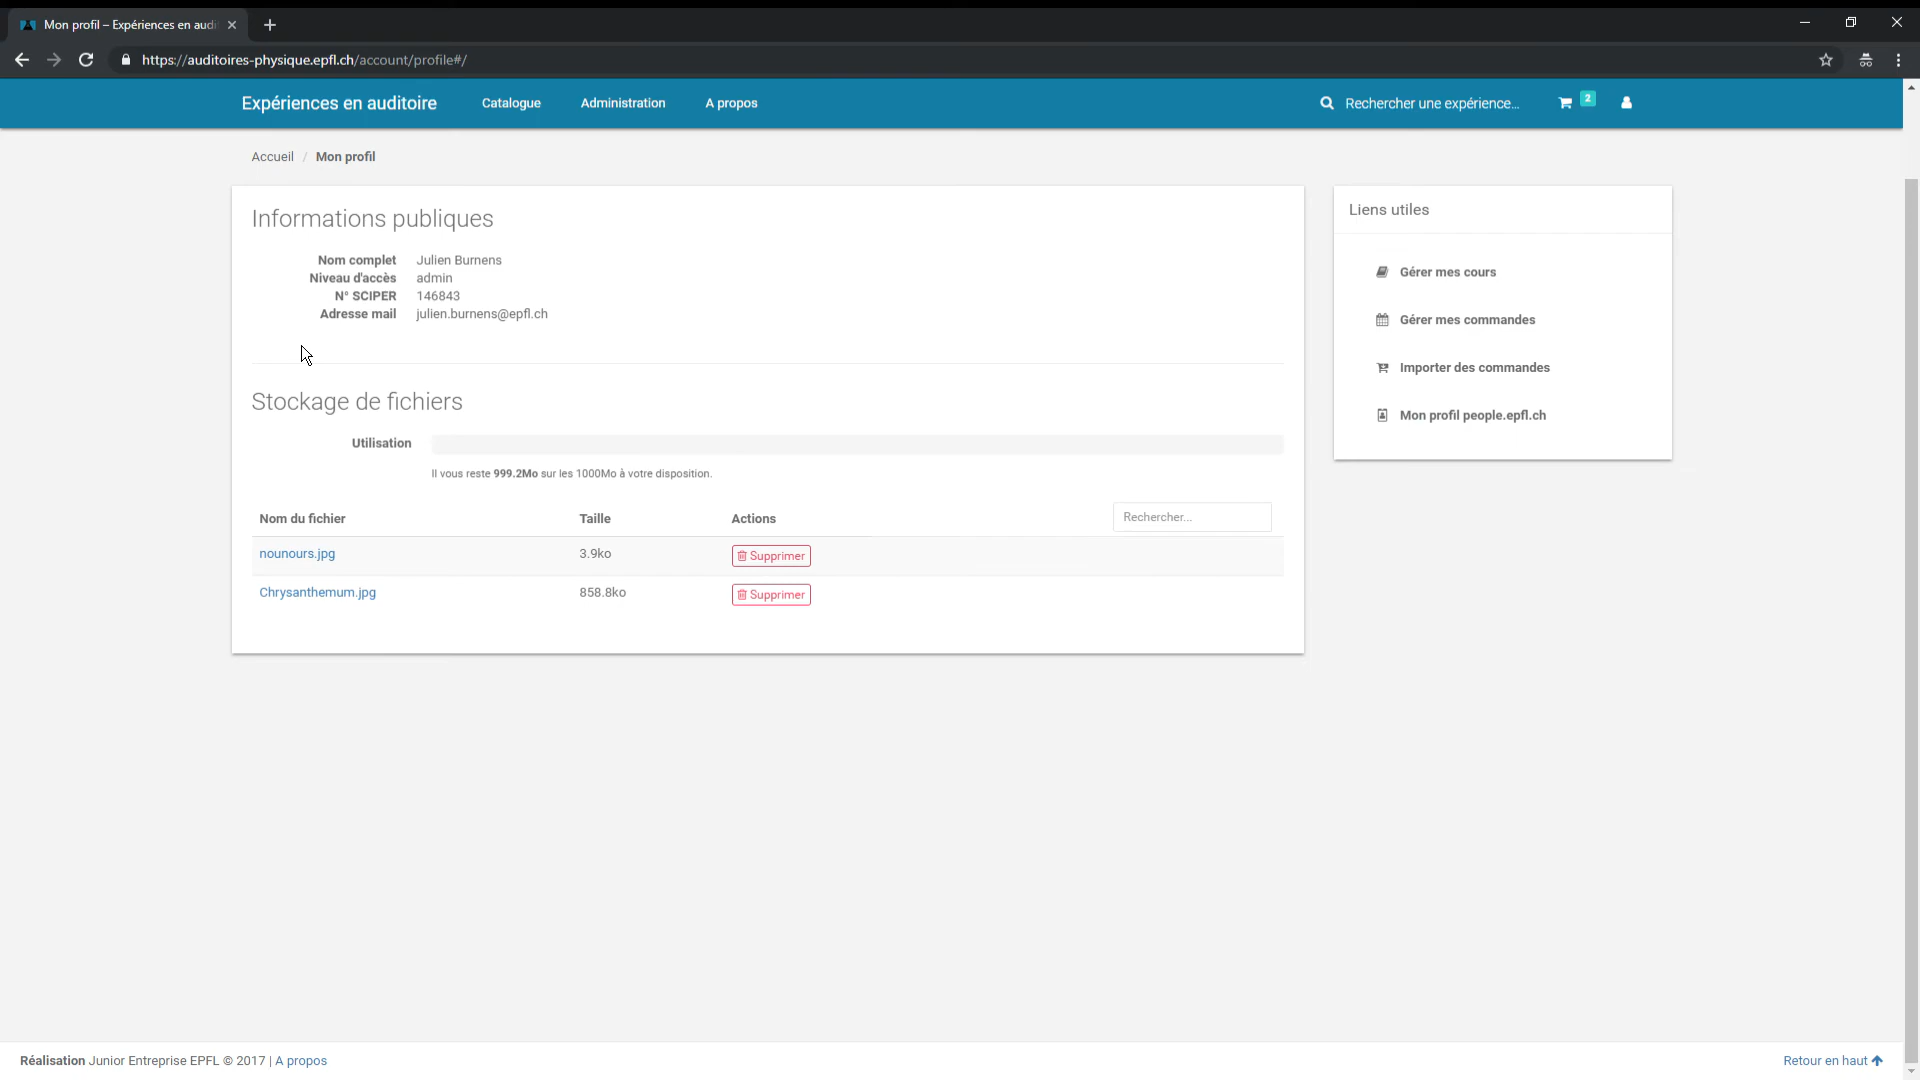 Mon profil – Expériences en audi
https://auditoires-physique.epfl.ch/account/profile#/
Expériences en auditoire Catalogue Administration A propos Rechercher une expérience... 2
Accueil / Mon profil
Informations publiques
Nom complet Julien Burnens
Niveau d'accès admin
N° SCIPER 146843
Adresse mail julien.burnens@epfl.ch
Stockage de fichiers
Utilisation
Il vous reste 999.2Mo sur les 1000Mo à votre disposition.
Nom du fichier Taille Actions Rechercher...
nounours.jpg 3.9ko Supprimer
Chrysanthemum.jpg 858.8ko Supprimer
Liens utiles
Gérer mes cours
Gérer mes commandes
Importer des commandes
Mon profil people.epfl.ch
Réalisation Junior Entreprise EPFL © 2017 | A propos
Retour en haut